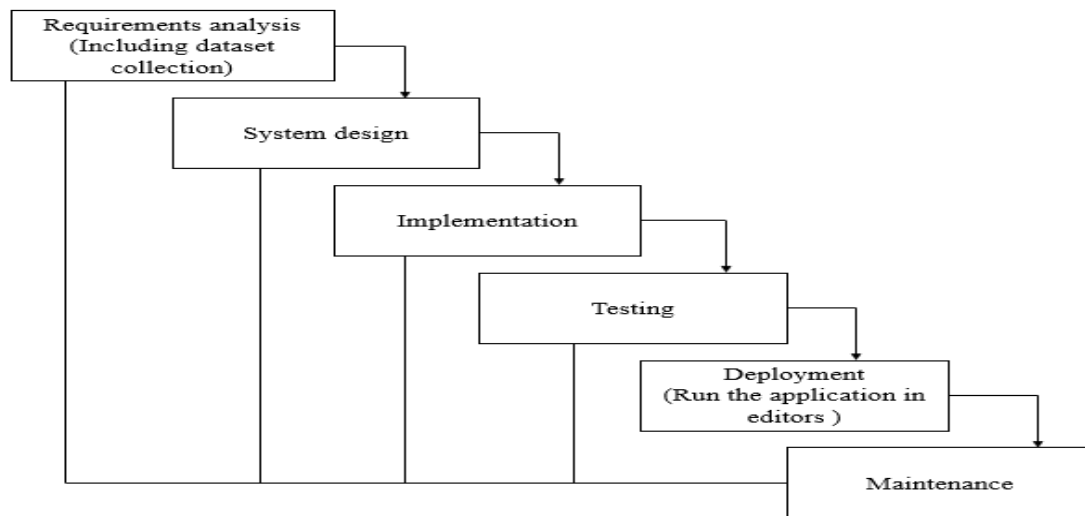 Requirements analysis
(Including dataset
collection)
System design
Implementation
Testing
Deployment
(Run the application in
editors )
Maintenance